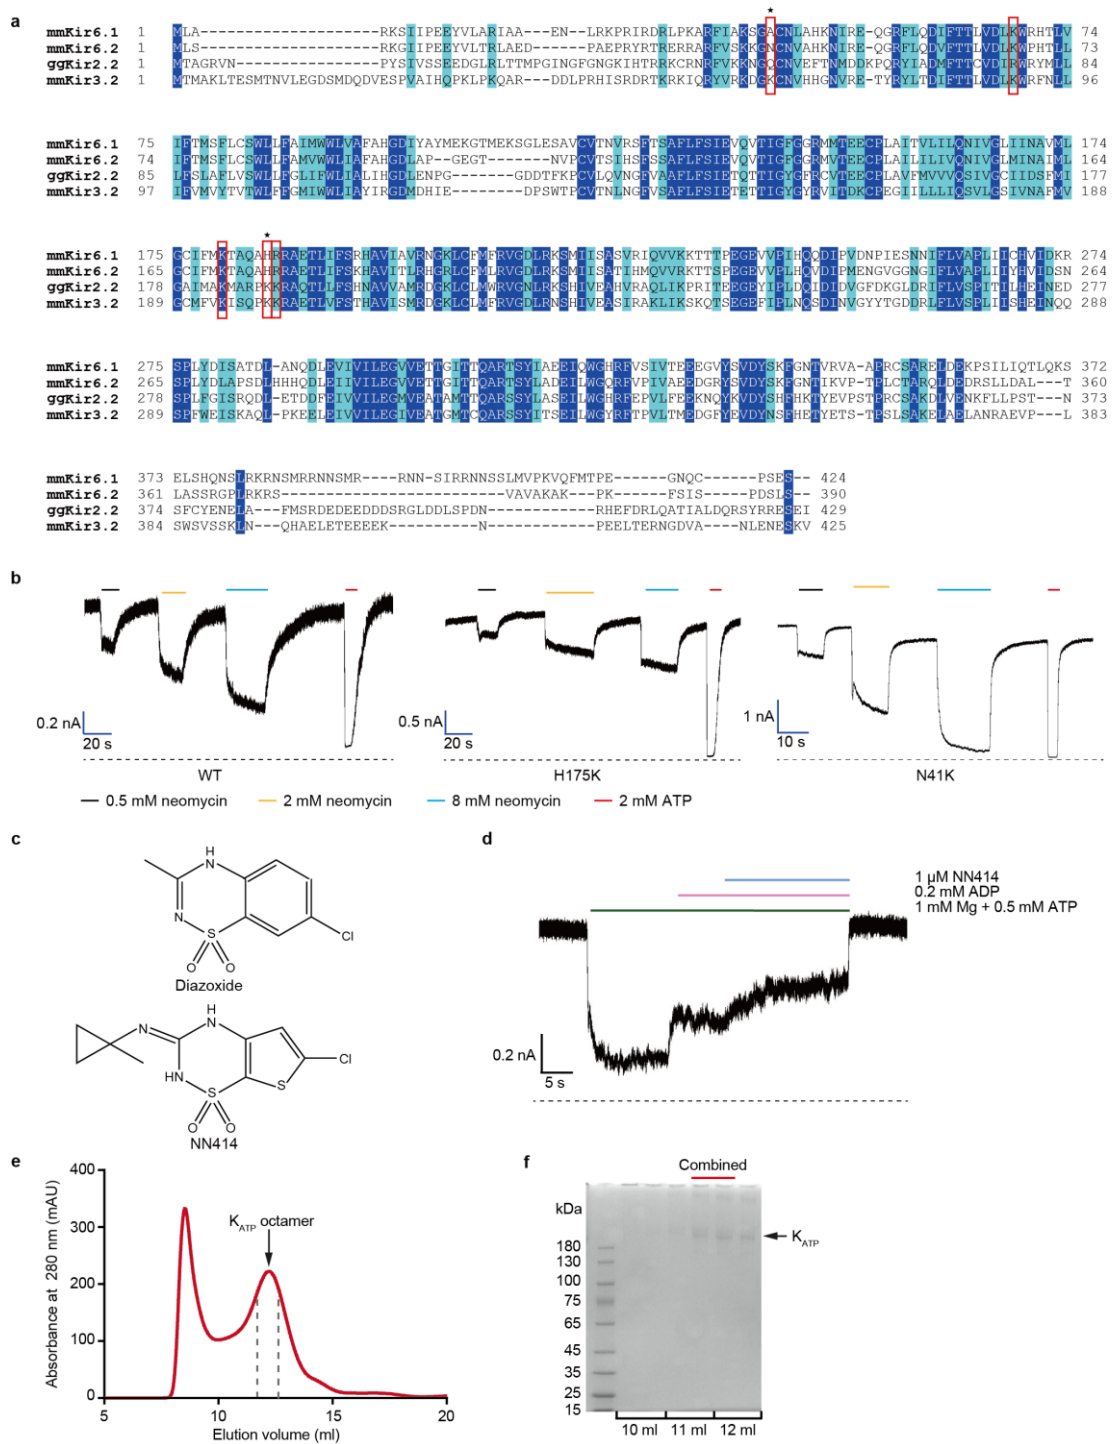 a
mmKir6.1 1 MLA--------------------RKSIIPEEYVLARIAA---EN--LRKPRIRDRLPKARFIAKSGACNLAHKNIRE-QGRFLQDIFTTLVDLKWRHTLV 74
mmKir6.2 1 MLS--------------------RKGIIPEEYVLTRLAED----PAEPRYRTRERRARFVSKKGNCNVAHKNIRE-QGRFLQDVFTTLVDLKWPHTLL 73
ggKir2.2 1 MTAGRVN----------------PYSIVSSEEDGLRLTTMPGINGFGNGKIHTRRKCRNRFVKKNGQCNVEFTNMDDKPQRYIADMFTTCVDIRWRYMLL 84
mmKir3.2 1 MTMAKLTESMTNVLEGDSMDQDVESPVAIHQPKLPKQAR---DDLPRHISRDRTKRKIQRYVRKDGKCNVHHGNVRE-TYRYLTDIFTTLVDLKWRFNLL 96
mmKir6.1 75 IFTMSFLCSWLLFAIMWWLVAFAHGDIYAYMEKGTMEKSGLESAVCVTNVRSFTSAFLFSIEVQVTIGFGGRMMTEECPLAITVLILQNIVGLIINAVML 174
mmKir6.2 74 IFTMSFLCSWLLFAMVWWLIAFAHGDLAP--GEGT-----NVPCVTSIHSFSSAFLFSIEVQVTIGFGGRMVTEECPLAILILIVQNIVGLMINAIML 164
ggKir2.2 85 LFSLAFLVSWLLFGLIFWLIALIHGDLENPG------GDDTFKPCVLQVNGFVAAFLFSIETQTTIGYGFRCVTEECPLAVFMVVVQSIVGCIIDSFMI 177
mmKir3.2 97 IFVMVYTVTWLFFGMIWWLIAYIRGDMDHIE--------DPSWTPCVTNLNGFVSAFLFSIETETTIGYGYRVITDKCPEGIILLLIQSVLGSIVNAFMV 188
mmKir6.1 175 GCIFMKTAQAHRRAETLIFSRHAVIAVRNGKLCFMFRVGDLRKSMIISASVRIQVVKKTTTPEGEVVPIHQQDIPVDNPIESNNIFLVAPLIICHVIDKR 274
mmKir6.2 165 GCIFMKTAQAHRRAETLIFSKHAVITLRHGRLCFMLRVGDLRKSMIISATIHMQVVRKTTSPEGEVVPLHQVDIPMENGVGGNGIFLVAPLIIYHVIDSN 264
ggKir2.2 178 GAIMAKMARPKKRAQTLLFSHNAVVAMRDGKLCLMWRVGNLRKSHIVEAHVRAQLIKPRITEEGEYIPLDQIDIDVGFDKGLDRIFLVSPITILHEINED 277
mmKir3.2 189 GCMFVKISQPKKRAETLVFSTHAVISMRDGKLCLMFRVGDLRNSHIVEASIRAKLIKSKQTSEGEFIPLNQSDINVGYYTGDDRLFLVSPLIISHEINQQ 288
mmKir6.1 275 SPLYDISATDL-ANQDLEVIVILEGVVETTGITTQARTSYIAEEIQWGHRFVSIVTEEEGVYSVDYSKFGNTVRVA-APRCSARELDEKPSILIQTLQKS 372
mmKir6.2 265 SPLYDLAPSDLHHHQDLEIIVILEGVVETTGITTQARTSYLADEILWGQRFVPIVAEEDGRYSVDYSKFGNTIKVP-TPLCTARQLDEDRSLLDAL---T 360
ggKir2.2 278 SPLFGISRQDL-ETDDFEIVVILEGMVEATAMTTQARSSYLASEILWGHRFEPVLFEEKNQYKVDYSHFHKTYEVPSTPRCSAKDLVENKFLLPST---N 373
mmKir3.2 289 SPFWEISKAQL-PKEELEIVVILEGMVEATGMTCQARSSYITSEILWGYRFTPVLTMEDGFYEVDYNSFHETYETS-TPSLSAKELAELANRAEVP---L 383
mmKir6.1 373 ELSHQNSLRKRNSMRRNNSMR----RNN-SIRRNNSSLMVPKVQFMTPE-----GNQC-----PSES-- 424
mmKir6.2 361 LASSRGPLRKRS-------------------------VAVAKAK---PK-----FSIS-----PDSLS-- 390
ggKir2.2 374 SFCYENELA---FMSRDEDEEDDDSRGLDDLSPDN---------RHEFDRLQATIALDQRSYRRESEI 429
mmKir3.2 384 SWSVSSKLN---QHAELETEEEEK-------N---------PEELTERNGDVA----NLENESKV 425
b
0.2 nA
20 s
WT
0.5 nA
20 s
H175K
1 nA
10 s
N41K
0.5 mM neomycin 2 mM neomycin 8 mM neomycin 2 mM ATP
c
Diazoxide
NN414
d
1 µM NN414
0.2 mM ADP
1 mM Mg + 0.5 mM ATP
0.2 nA
5 s
e
Absorbance at 280 nm (mAU)
400
300
200
100
0
KATP octamer
5 10 15 20
Elution volume (ml)
f
Combined
kDa
180
130
100
75
65
45
35
25
15
KATP
10 ml 11 ml 12 ml